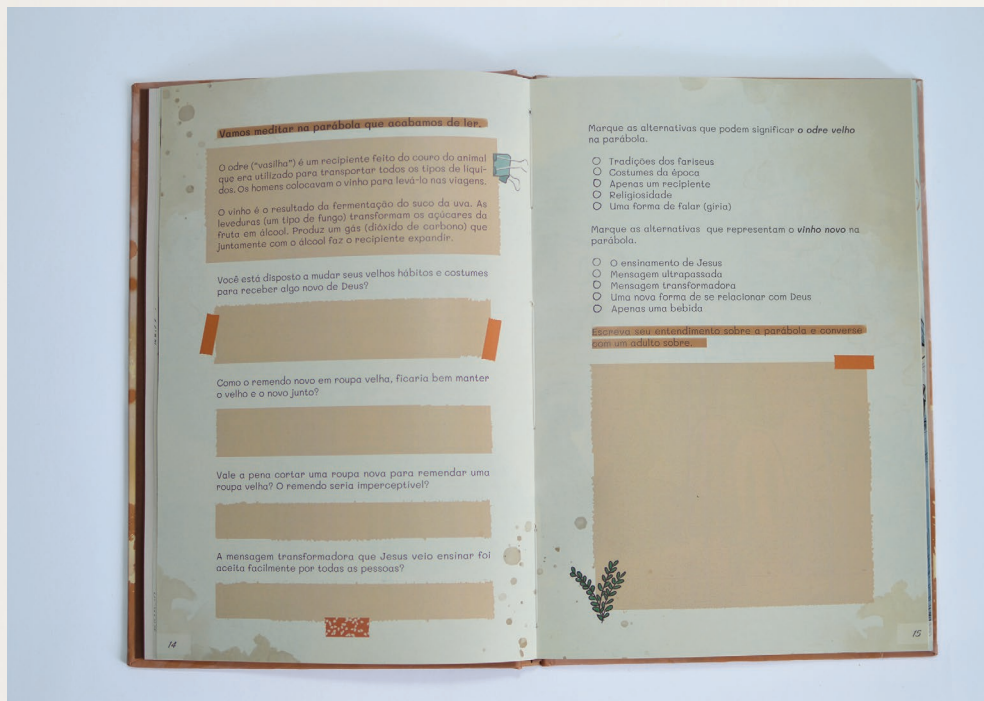 Vamos meditar na parábola que acabamos de ler.
O odre (“vasilha”) é um recipiente feito do couro do animal
que era utilizado para transportar todos os tipos de líqui-
dos. Os homens colocavam o vinho para levá-lo nas viagens.
O vinho é o resultado da fermentação do suco da uva. As
leveduras (um tipo de fungo) transformam os açúcares da
fruta em álcool. Produz um gás (dióxido de carbono) que
juntamente com o álcool faz o recipiente expandir.
Você está disposto a mudar seus velhos hábitos e costumes
para receber algo novo de Deus?
Como o remendo novo em roupa velha, ficaria bem manter
o velho e o novo junto?
Vale a pena cortar uma roupa nova para remendar uma
roupa velha? O remendo seria imperceptível?
A mensagem transformadora que Jesus veio ensinar foi
aceita facilmente por todas as pessoas?
14
Marque as alternativas que podem significar o odre velho
na parábola.
Tradições dos fariseus
Costumes da época
Apenas um recipiente
Religiosidade
Uma forma de falar (gíria)
Marque as alternativas que representam o vinho novo na
parábola.
O ensinamento de Jesus
Mensagem ultrapassada
Mensagem transformadora
Uma nova forma de se relacionar com Deus
Apenas uma bebida
Escreva seu entendimento sobre a parábola e converse
com um adulto sobre.
15